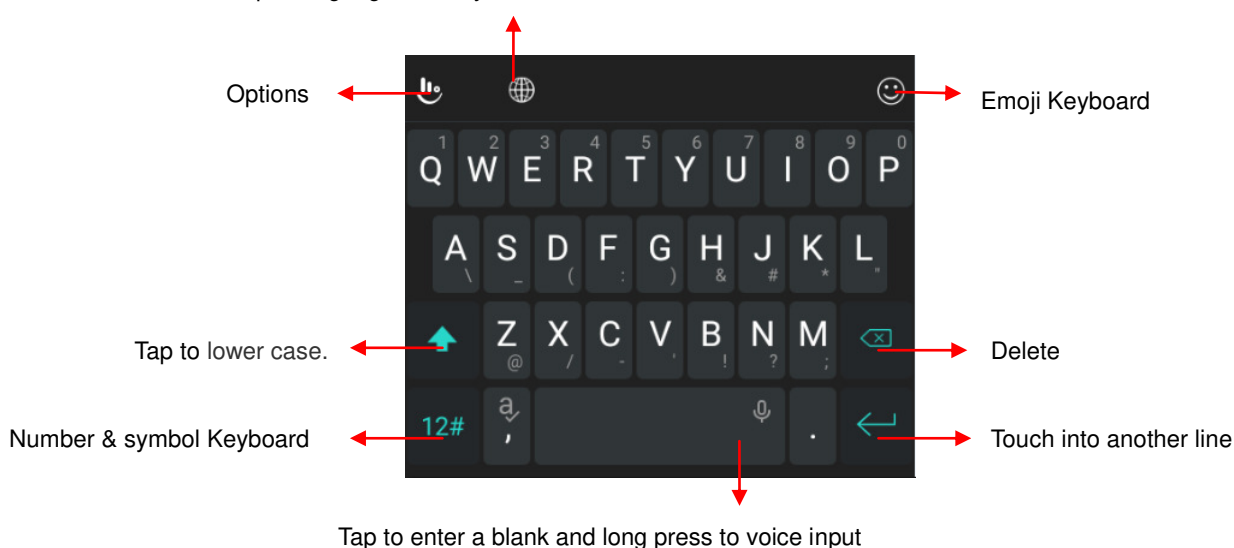 Options
Emoji Keyboard
1 2 3 4 5 6 7 8 9 0
Q W E R T Y U I O P
A S D F G H J K L
\ _ ( : ) & # * "
Tap to lower case.
Z X C V B N M
@ / - ' ! ? ;
Delete
Number & symbol Keyboard
12#
a
, .
Touch into another line
Tap to enter a blank and long press to voice input